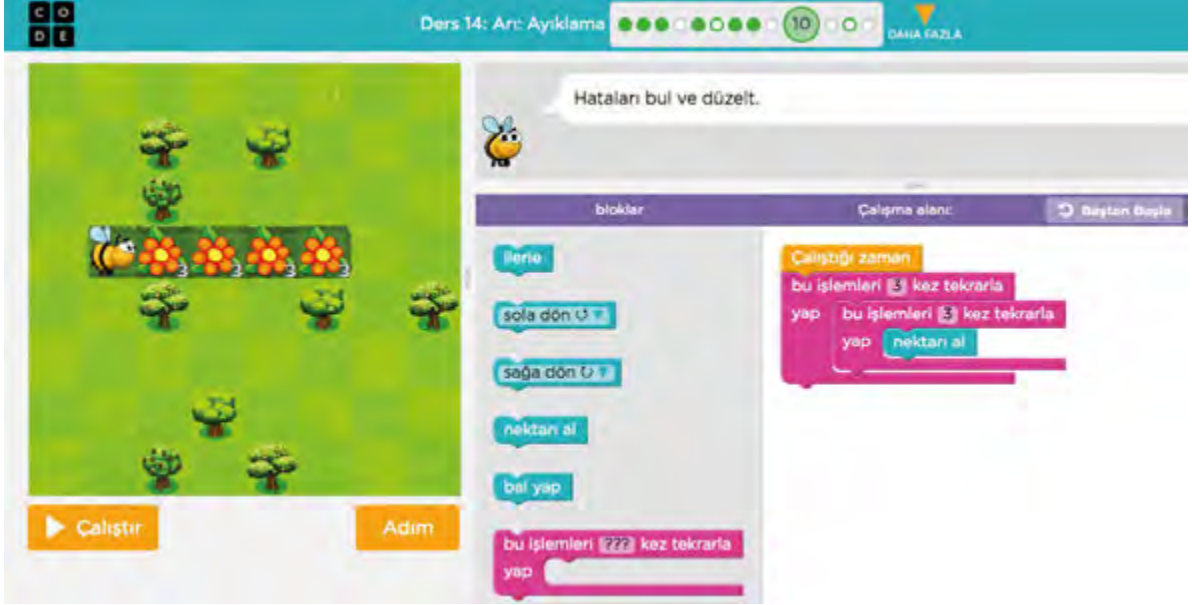 C O
D E
Ders 14: Arı: Ayıklama
10
DAHA FAZLA
Hataları bul ve düzelt.
bloklar
Çalışma alanı:
Baştan Başla
ilerle
sola dön
sağa dön
nektarı al
bal yap
bu işlemleri ??? kez tekrarla
yap
Çalıştığı zaman
bu işlemleri 3 kez tekrarla
yap bu işlemleri 3 kez tekrarla
yap nektarı al
3 3 3 3
Çalıştır
Adım